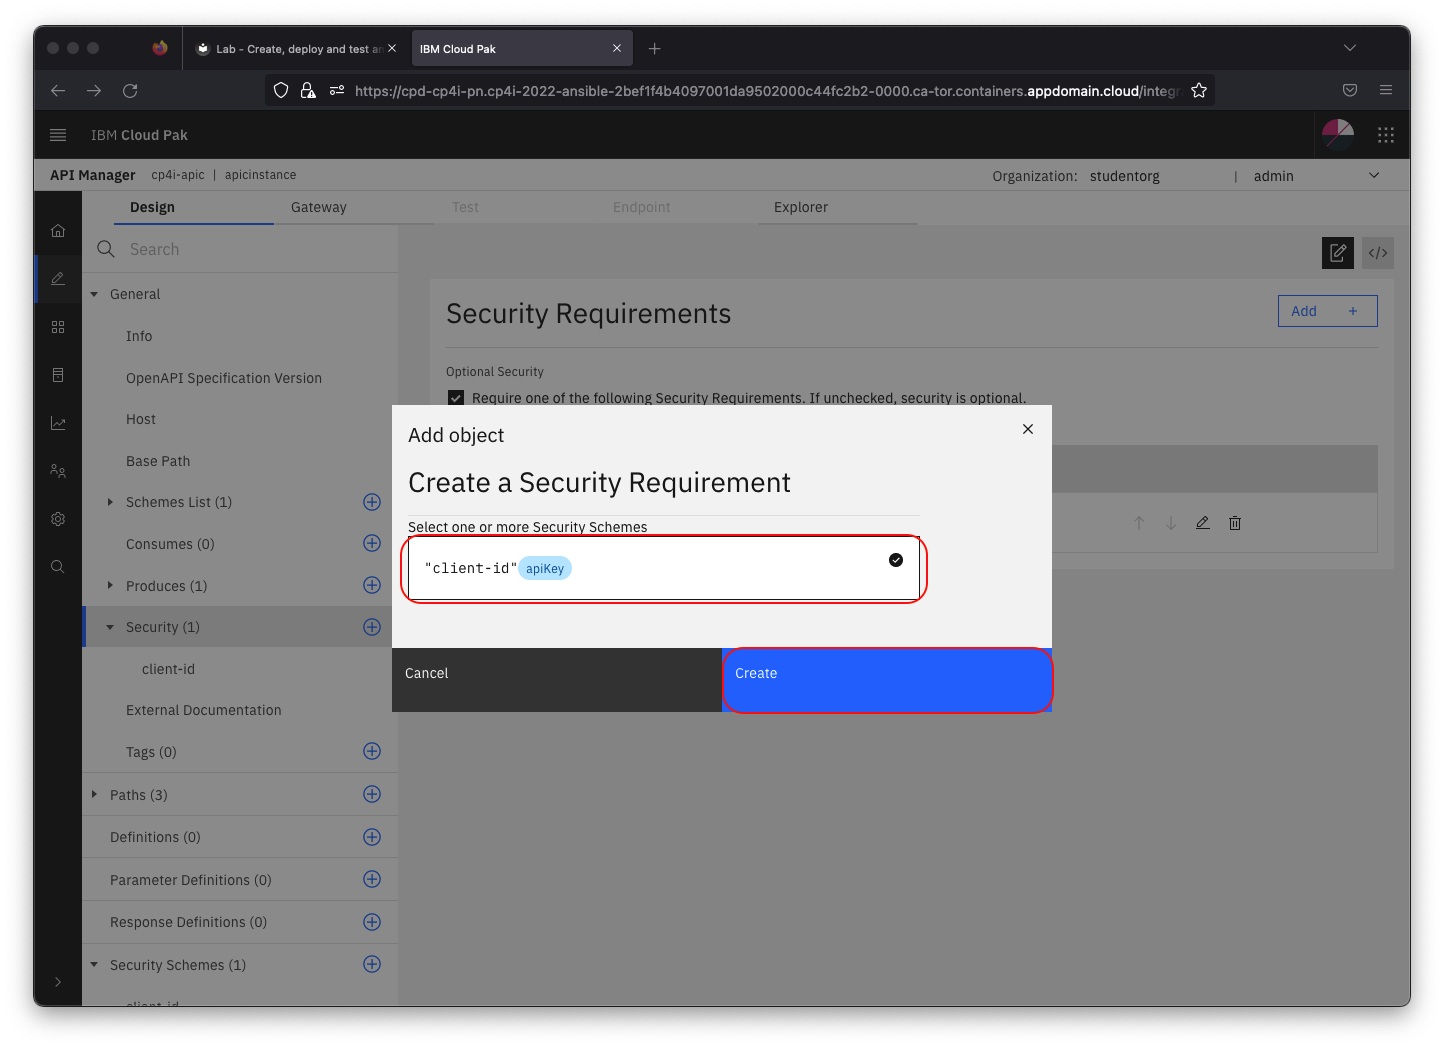 Lab - Create, deploy and test an
IBM Cloud Pak
https://cpd-cp4i-pn.cp4i-2022-ansible-2bef1f4b4097001da9502000c44fc2b2-0000.ca-tor.containers.appdomain.cloud/integr
IBM Cloud Pak
API Manager cp4i-apic | apicinstance
Organization: studentorg | admin
Design Gateway Test Endpoint Explorer
Search
General
Info
OpenAPI Specification Version
Host
Base Path
Schemes List (1)
Consumes (0)
Produces (1)
Security (1)
client-id
External Documentation
Tags (0)
Paths (3)
Definitions (0)
Parameter Definitions (0)
Response Definitions (0)
Security Schemes (1)
client-id
</>
Security Requirements
Add +
Optional Security
Require one of the following Security Requirements. If unchecked, security is optional.
Add object
Create a Security Requirement
Select one or more Security Schemes
"client-id" apiKey
Cancel
Create